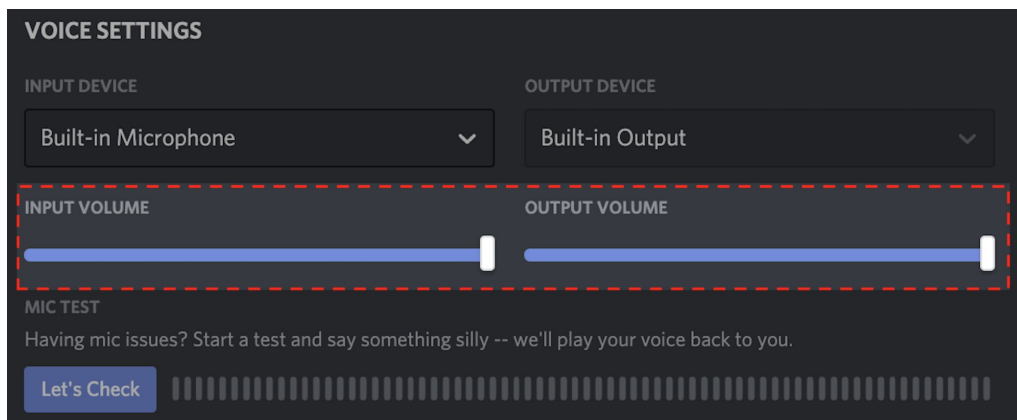 VOICE SETTINGS
INPUT DEVICE
OUTPUT DEVICE
Built-in Microphone
Built-in Output
INPUT VOLUME
OUTPUT VOLUME
MIC TEST
Having mic issues? Start a test and say something silly -- we'll play your voice back to you.
Let's Check